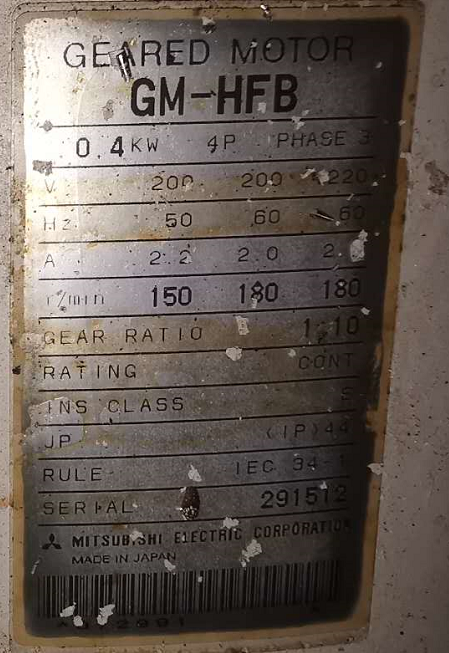 GEARED MOTOR
GM-HFB
0.4KW 4P PHASE 3
V 200 200 220
Hz 50 60 60
A 2.2 2.0 2.
r/min 150 180 180
GEAR RATIO 1:10
RATING CONT
INS CLASS
JP (IP)44
RULE IEC 34-1
SERIAL 291512
MITSUBISHI ELECTRIC CORPORATION
MADE IN JAPAN